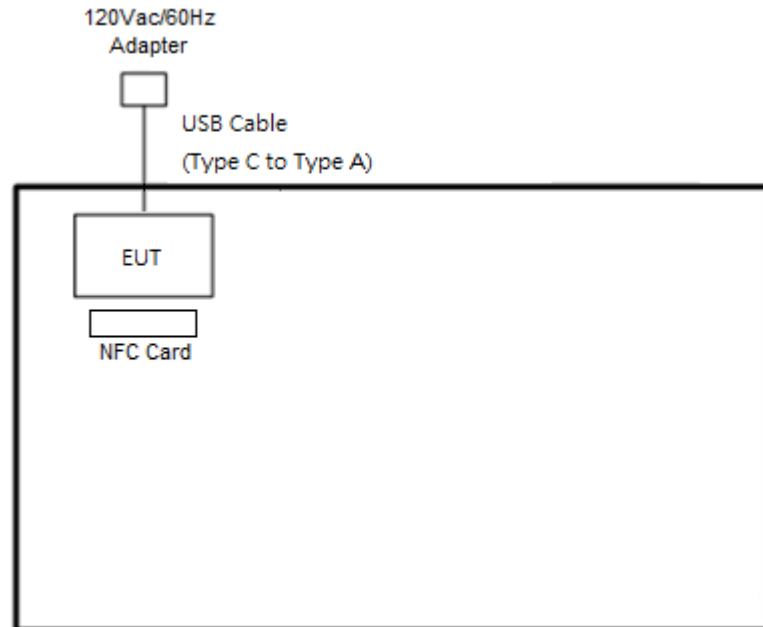 120Vac/60Hz
Adapter
USB Cable
(Type C to Type A)
EUT
NFC Card